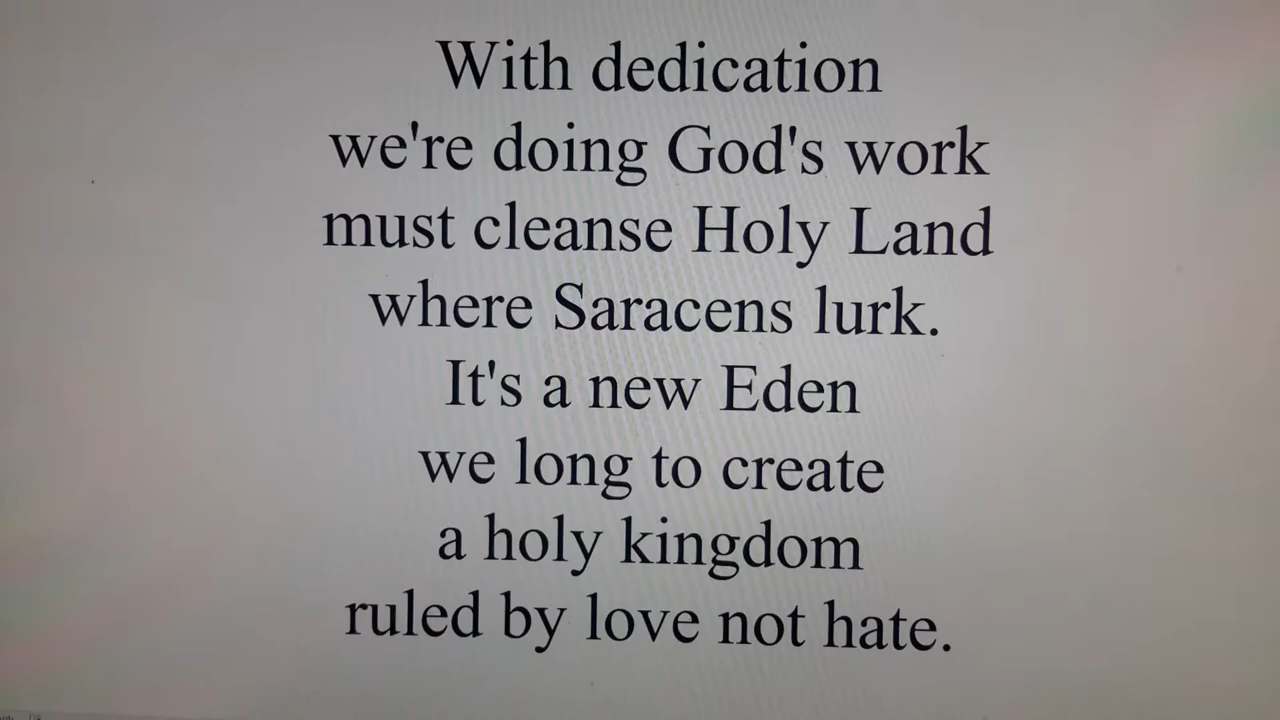 With dedication
we're doing God's work
must cleanse Holy Land
where Saracens lurk.
It's a new Eden
we long to create
a holy kingdom
ruled by love not hate.